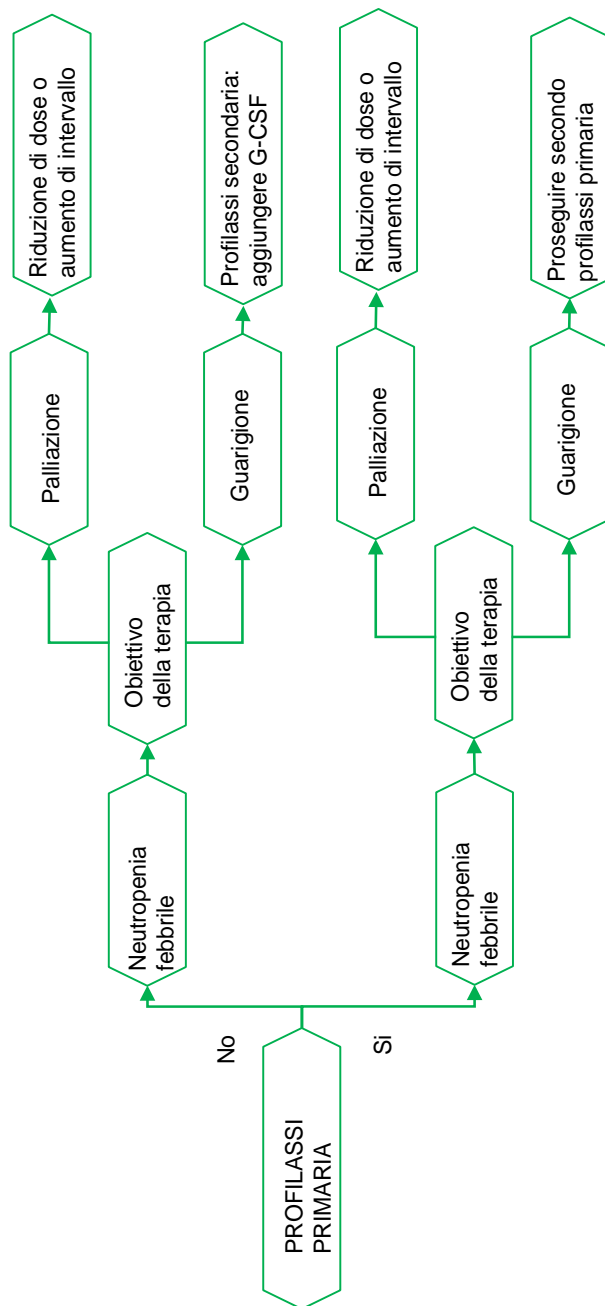 PROFILASSI
PRIMARIA
No
Si
Neutropenia
febbrile
Obiettivo
della terapia
Palliazione
Riduzione di dose o
aumento di intervallo
Guarigione
Profilassi secondaria:
aggiungere G-CSF
Neutropenia
febbrile
Obiettivo
della terapia
Palliazione
Riduzione di dose o
aumento di intervallo
Guarigione
Proseguire secondo
profilassi primaria